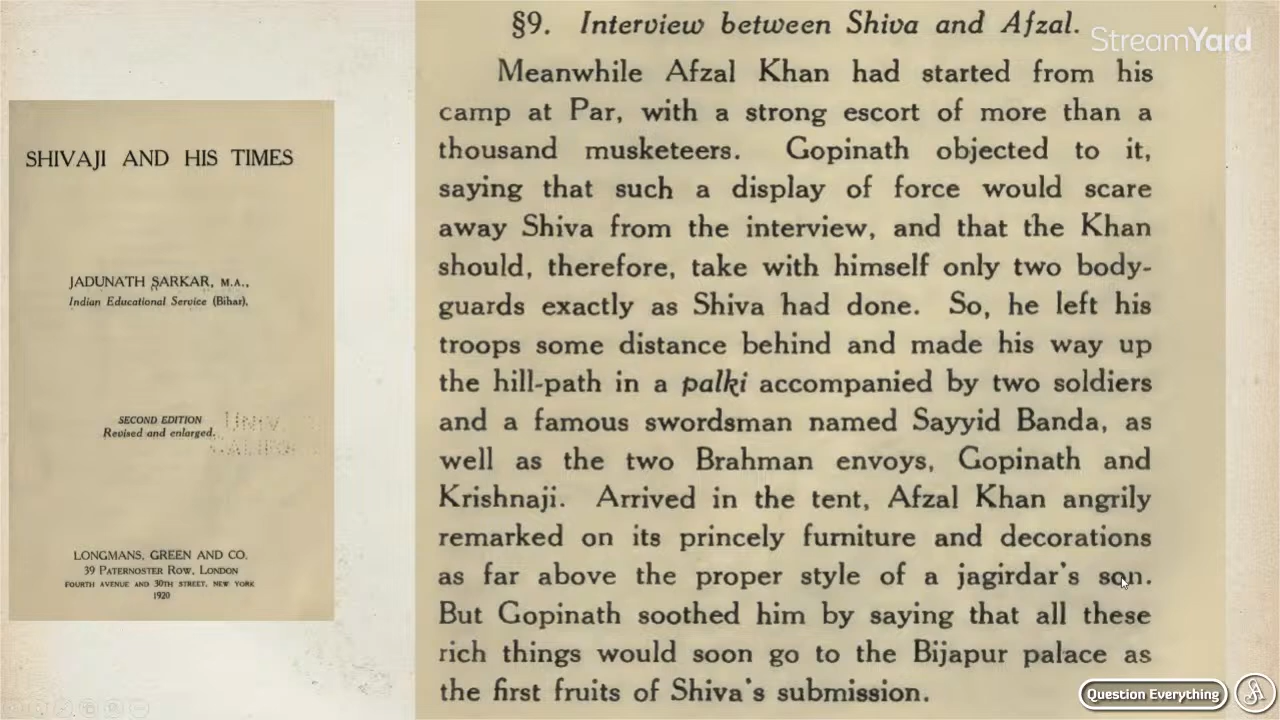 SHIVAJI AND HIS TIMES
JADUNATH SARKAR, M.A.,
Indian Educational Service (Bihar),
SECOND EDITION
Revised and enlarged.
LONGMANS, GREEN AND CO.
39 PATERNOSTER ROW, LONDON
FOURTH AVENUE AND 30TH STREET, NEW YORK
1920
§9. Interview between Shiva and Afzal.
Meanwhile Afzal Khan had started from his
camp at Par, with a strong escort of more than a
thousand musketeers. Gopinath objected to it,
saying that such a display of force would scare
away Shiva from the interview, and that the Khan
should, therefore, take with himself only two body-
guards exactly as Shiva had done. So, he left his
troops some distance behind and made his way up
the hill-path in a palki accompanied by two soldiers
and a famous swordsman named Sayyid Banda, as
well as the two Brahman envoys, Gopinath and
Krishnaji. Arrived in the tent, Afzal Khan angrily
remarked on its princely furniture and decorations
as far above the proper style of a jagirdar's son.
But Gopinath soothed him by saying that all these
rich things would soon go to the Bijapur palace as
the first fruits of Shiva's submission.
StreamYard
Question Everything